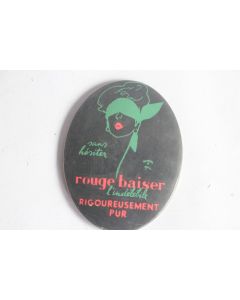 sans
hésiter
rouge baiser
l'indélébile
RIGOUREUSEMENT
PUR